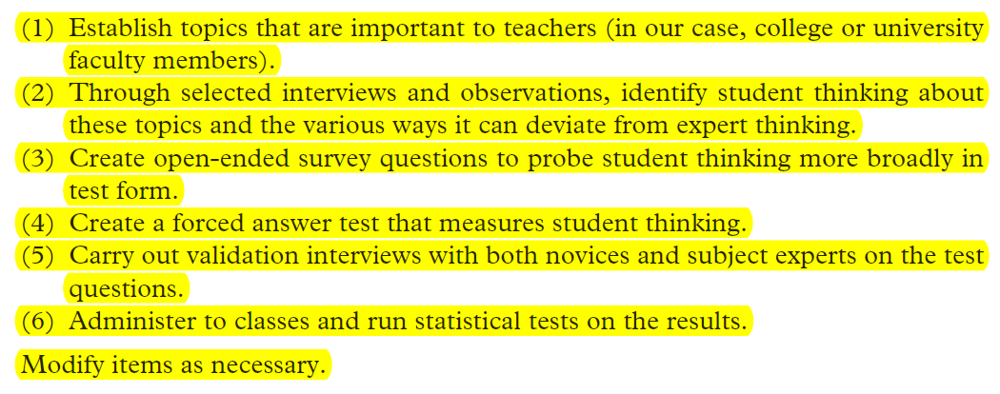 (1) Establish topics that are important to teachers (in our case, college or university
faculty members).
(2) Through selected interviews and observations, identify student thinking about
these topics and the various ways it can deviate from expert thinking.
(3) Create open-ended survey questions to probe student thinking more broadly in
test form.
(4) Create a forced answer test that measures student thinking.
(5) Carry out validation interviews with both novices and subject experts on the test
questions.
(6) Administer to classes and run statistical tests on the results.
Modify items as necessary.